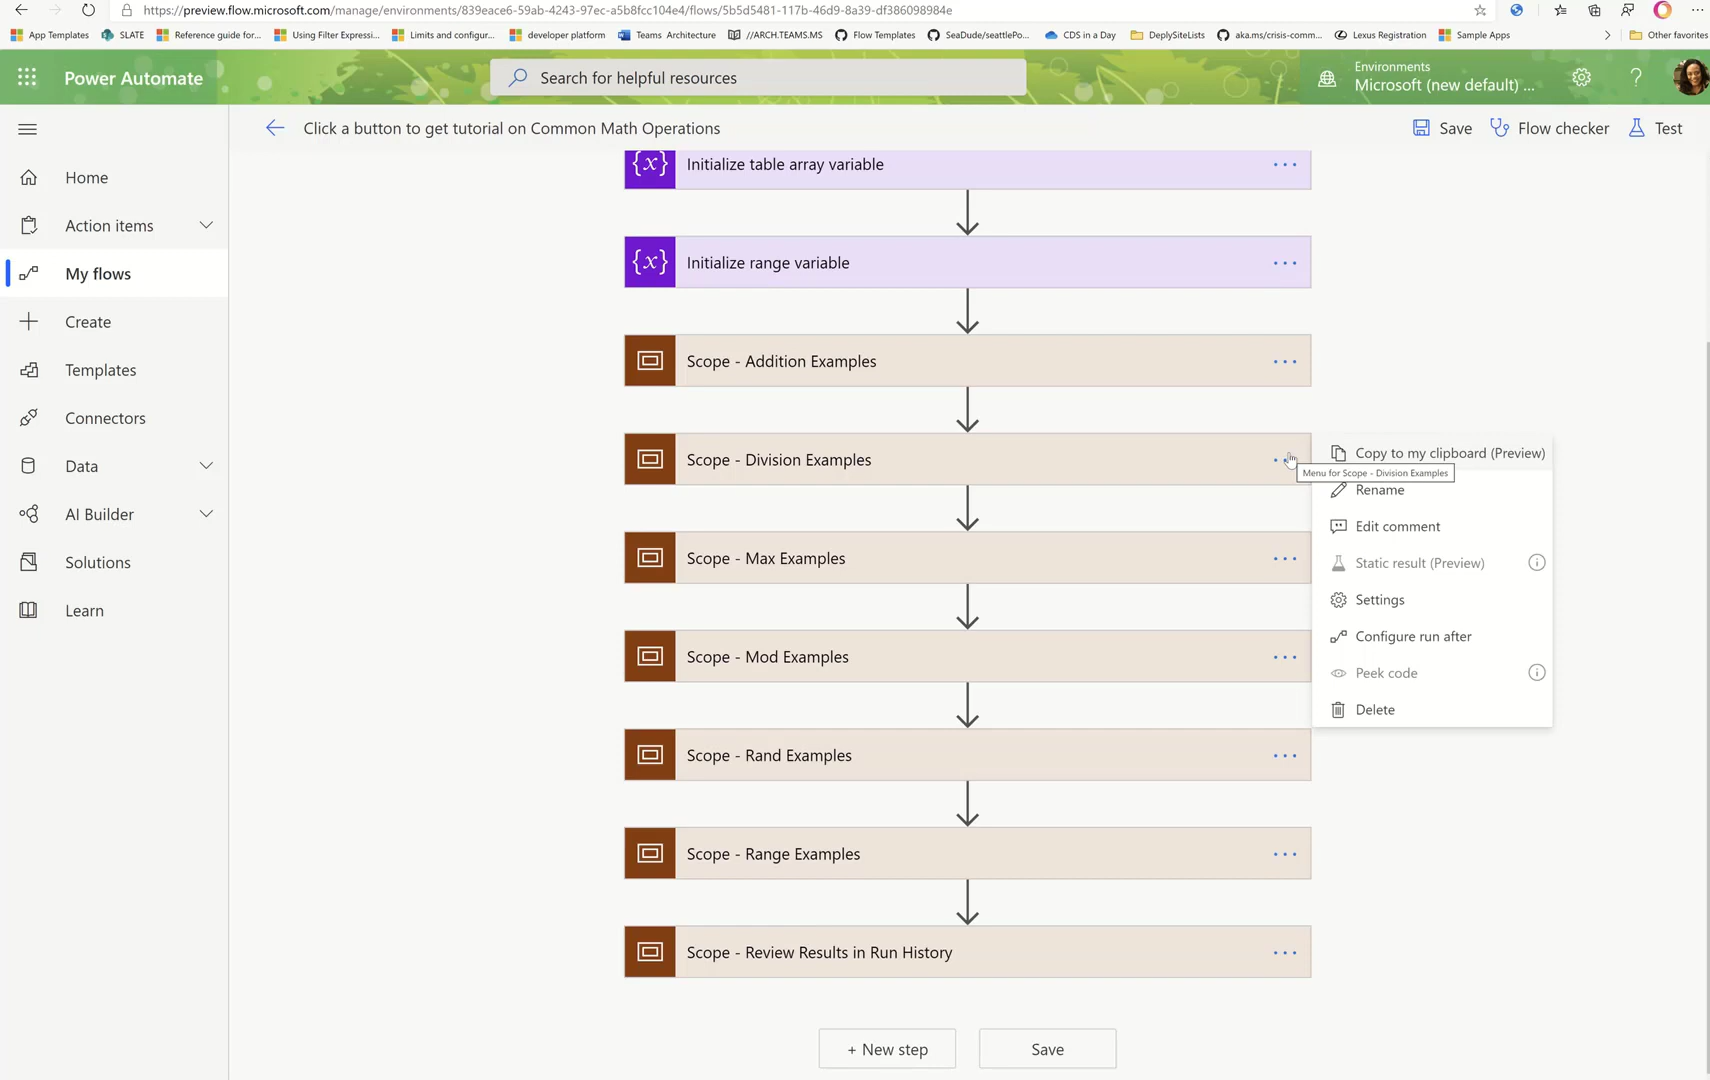 https://preview.flow.microsoft.com/manage/environments/839eace6-59ab-4243-97ec-a5b8fcc104e4/flows/5b5d5481-117b-46d9-8a39-df386098984e
App Templates
SLATE
Reference guide for...
Using Filter Expressi...
Limits and configur...
developer platform
Teams Architecture
//ARCH.TEAMS.MS
Flow Templates
SeaDude/seattlePo...
CDS in a Day
DeplySiteLists
aka.ms/crisis-comm...
Lexus Registration
Sample Apps
Other favorites
Power Automate
Search for helpful resources
Environments
Microsoft (new default) ...
?
Click a button to get tutorial on Common Math Operations
Save
Flow checker
Test
Home
Action items
My flows
Create
Templates
Connectors
Data
AI Builder
Solutions
Learn
{x} Initialize table array variable
{x} Initialize range variable
Scope - Addition Examples
Scope - Division Examples
Scope - Max Examples
Scope - Mod Examples
Scope - Rand Examples
Scope - Range Examples
Scope - Review Results in Run History
Copy to my clipboard (Preview)
Menu for Scope - Division Examples
Rename
Edit comment
Static result (Preview)
Settings
Configure run after
Peek code
Delete
+ New step
Save